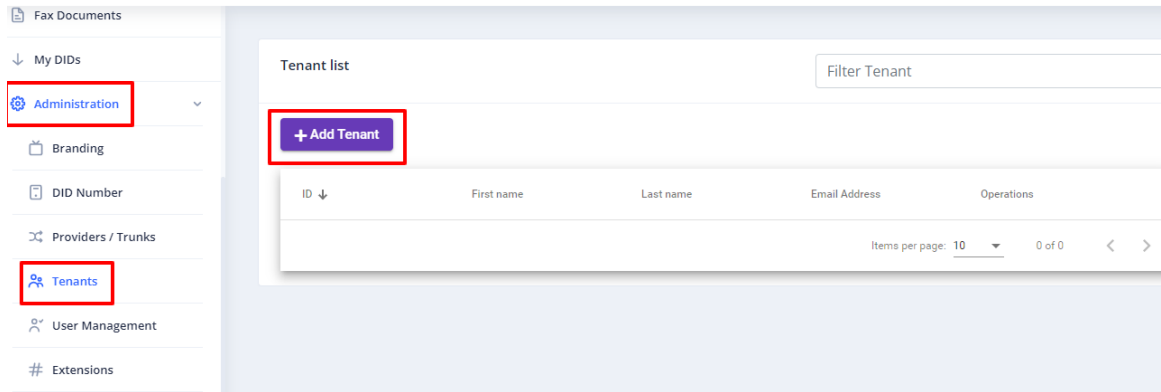 Fax Documents
My DIDs
Administration
Branding
DID Number
Providers / Trunks
Tenants
User Management
# Extensions
Tenant list
Filter Tenant
+ Add Tenant
ID First name Last name Email Address Operations
Items per page: 10 0 of 0